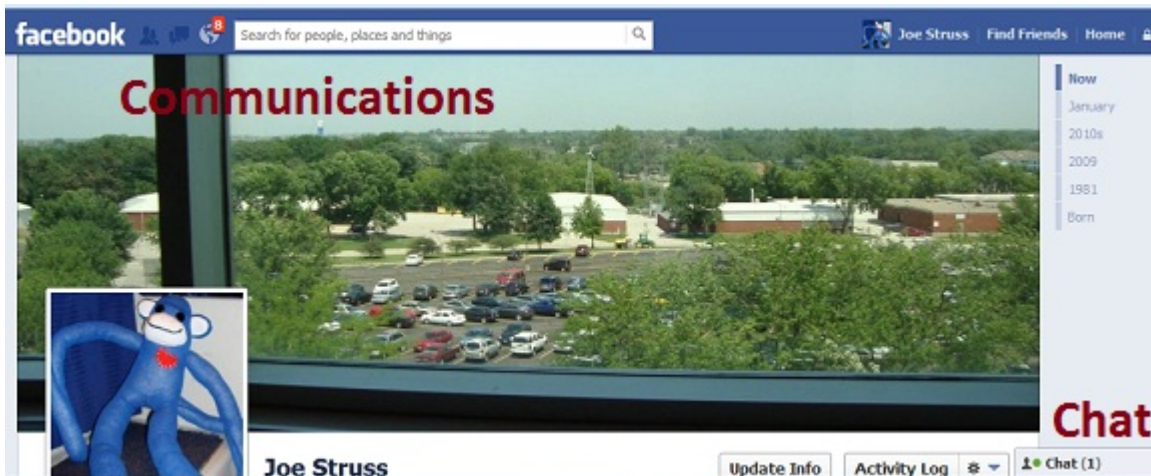 facebook 8 Search for people, places and things Joe Struss Find Friends Home
Communications
Now
January
2010s
2009
1981
Born
Chat
Joe Struss Update Info Activity Log Chat (1)